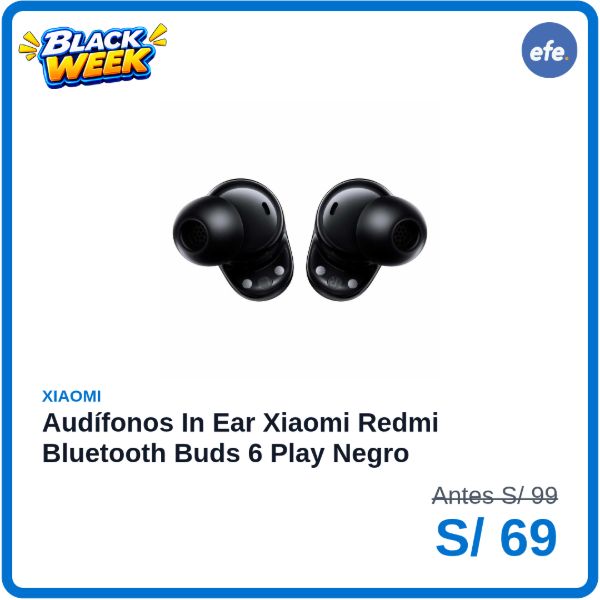 BLACK
WEEK
efe.
XIAOMI
Audífonos In Ear Xiaomi Redmi
Bluetooth Buds 6 Play Negro
Antes S/ 99
S/ 69